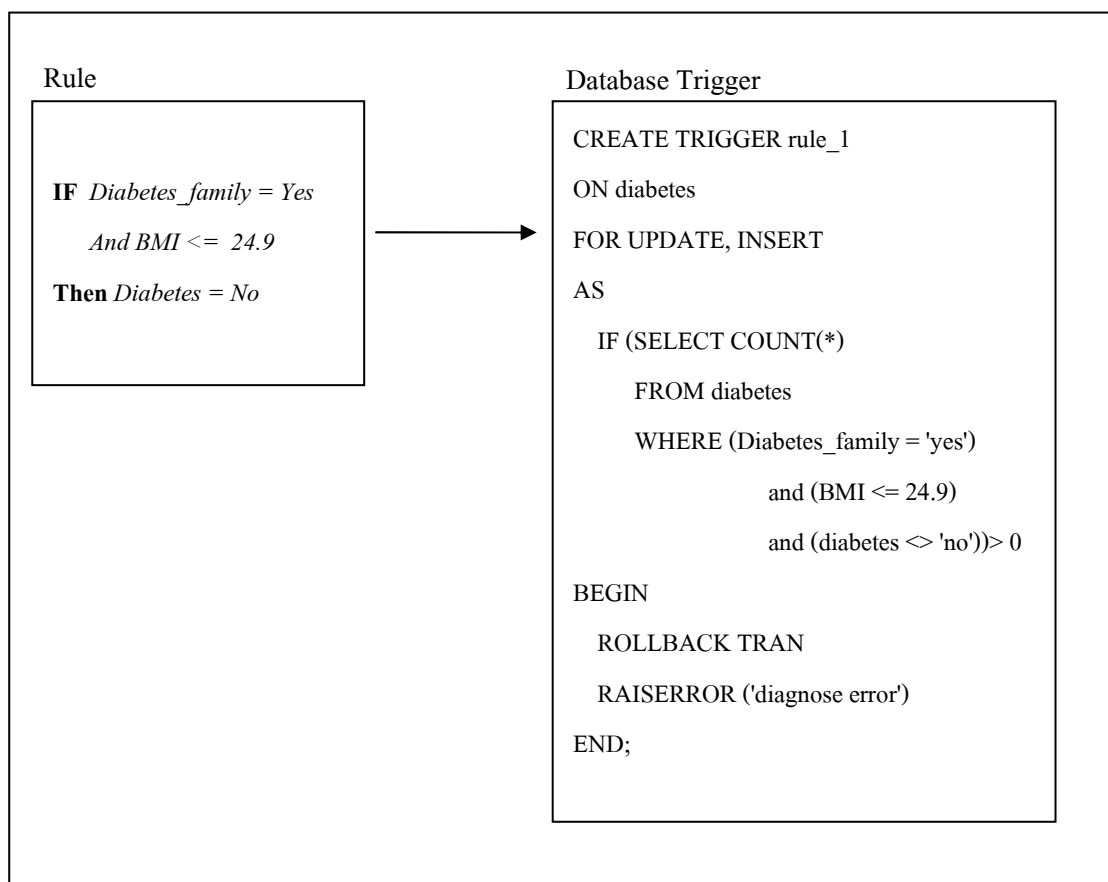 Rule
IF Diabetes_family = Yes
And BMI <= 24.9
Then Diabetes = No
Database Trigger
CREATE TRIGGER rule_1
ON diabetes
FOR UPDATE, INSERT
AS
IF (SELECT COUNT(*)
FROM diabetes
WHERE (Diabetes_family = 'yes')
and (BMI <= 24.9)
and (diabetes <> 'no'))> 0
BEGIN
ROLLBACK TRAN
RAISERROR ('diagnose error')
END;